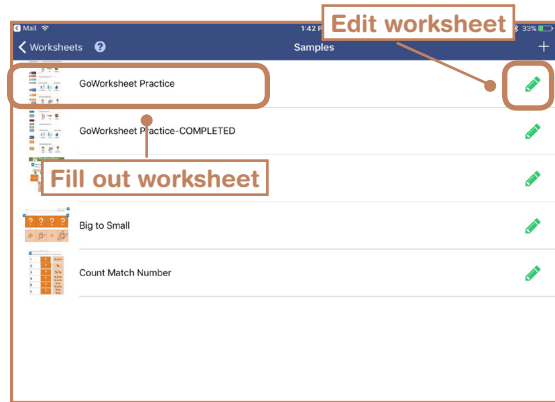 Mail 1:42 P 33%
Edit worksheet
Worksheets ? Samples +
GoWorksheet Practice
GoWorksheet Practice-COMPLETED
Fill out worksheet
? ? ? ?
Big to Small
Count Match Number